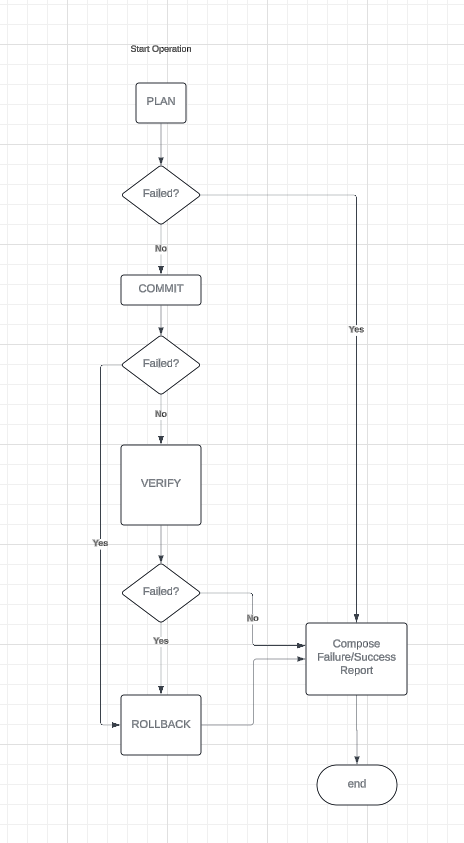 Start Operation
PLAN
Failed?
No
COMMIT
Yes
Failed?
No
VERIFY
Yes
Failed?
No
Yes
Compose
Failure/Success
Report
ROLLBACK
end